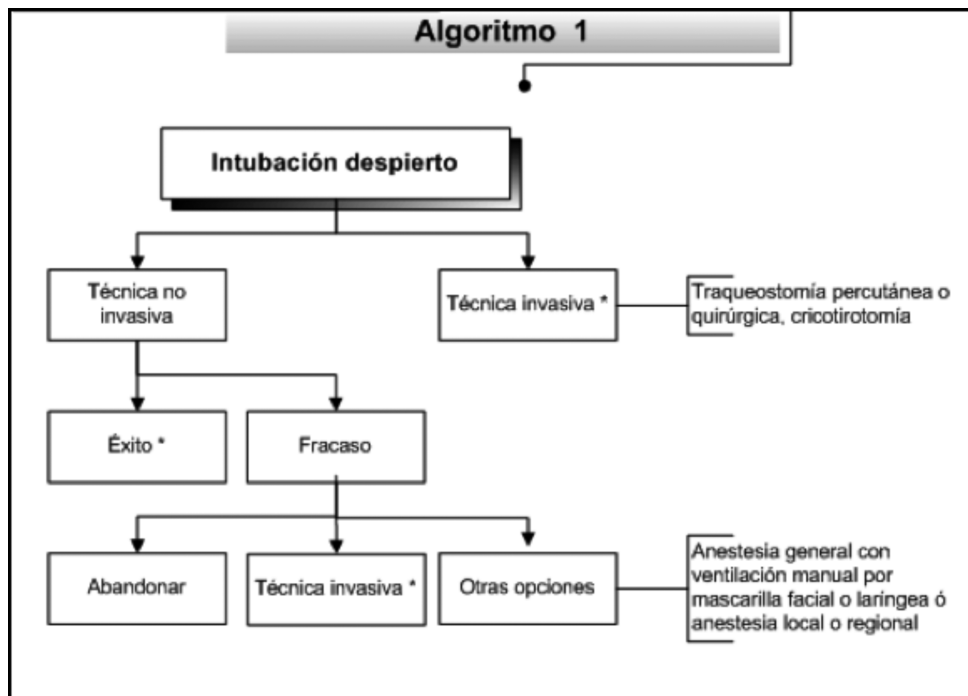 Algoritmo 1
Intubación despierto
Técnica no
invasiva
Técnica invasiva *
Traqueostomía percutánea o
quirúrgica, cricotirotomía
Éxito *
Fracaso
Abandonar
Técnica invasiva *
Otras opciones
Anestesia general con
ventilación manual por
mascarilla facial o laríngea ó
anestesia local o regional